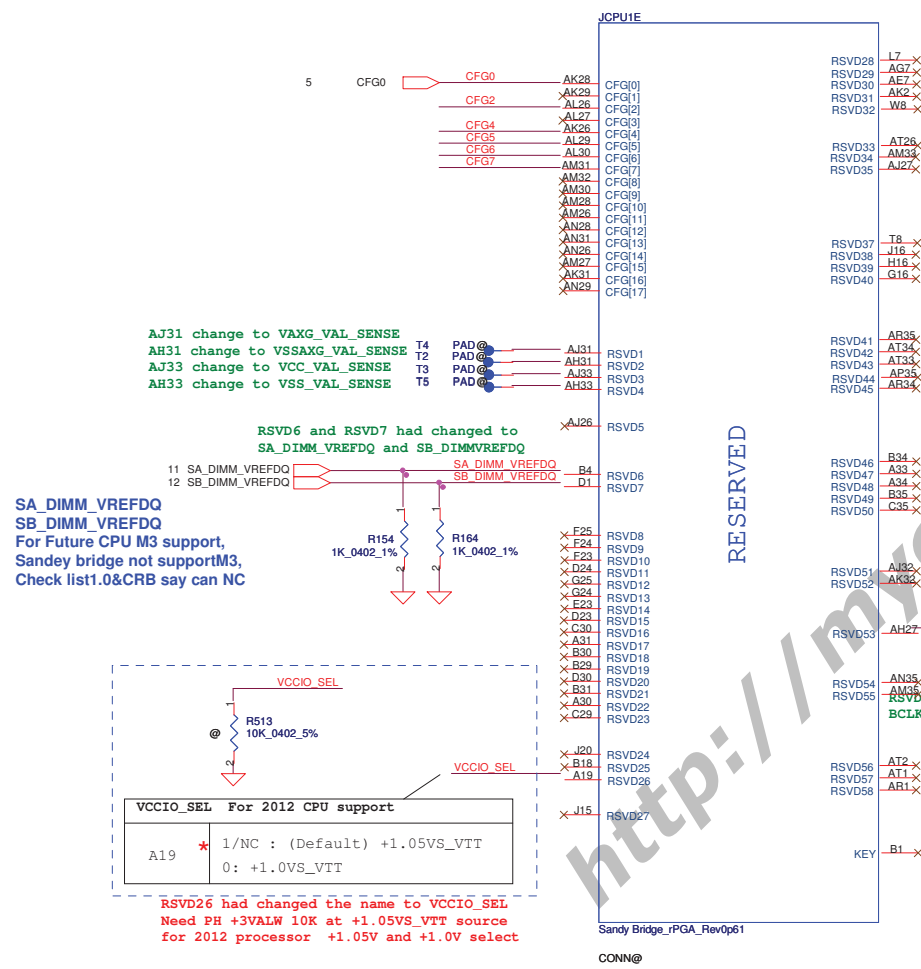 JCPU1E
5 CFG0 CFG0 AK28 CFG[0]
AK29 CFG[1]
CFG2 AL26 CFG[2]
AL27 CFG[3]
CFG4 AK26 CFG[4]
CFG5 AL29 CFG[5]
CFG6 AL30 CFG[6]
CFG7 AM31 CFG[7]
AM32 CFG[8]
AM30 CFG[9]
AM28 CFG[10]
AM26 CFG[11]
AN28 CFG[12]
AN31 CFG[13]
AN26 CFG[14]
AM27 CFG[15]
AK31 CFG[16]
AN29 CFG[17]
RSVD28 L7
RSVD29 AG7
RSVD30 AE7
RSVD31 AK2
RSVD32 W8
RSVD33 AT26
RSVD34 AM33
RSVD35 AJ27
RSVD37 T8
RSVD38 J16
RSVD39 H16
RSVD40 G16
AJ31 change to VAXG_VAL_SENSE
AH31 change to VSSAXG_VAL_SENSE
AJ33 change to VCC_VAL_SENSE
AH33 change to VSS_VAL_SENSE
T4 PAD@ AJ31 RSVD1
T2 PAD@ AH31 RSVD2
T3 PAD@ AJ33 RSVD3
T5 PAD@ AH33 RSVD4
AJ26 RSVD5
RSVD41 AR35
RSVD42 AT34
RSVD43 AT33
RSVD44 AP35
RSVD45 AR34
RSVD6 and RSVD7 had changed to
SA_DIMM_VREFDQ and SB_DIMMVREFDQ
11 SA_DIMM_VREFDQ SA_DIMM_VREFDQ B4 RSVD6
12 SB_DIMM_VREFDQ SB_DIMM_VREFDQ D1 RSVD7
RESERVED
RSVD46 B34
RSVD47 A33
RSVD48 A34
RSVD49 B35
RSVD50 C35
SA_DIMM_VREFDQ
SB_DIMM_VREFDQ
For Future CPU M3 support,
Sandey bridge not supportM3,
Check list1.0&CRB say can NC
1 R154
1K_0402_1%
2
1 R164
1K_0402_1%
2
F25 RSVD8
F24 RSVD9
F23 RSVD10
D24 RSVD11
G25 RSVD12
G24 RSVD13
E23 RSVD14
D23 RSVD15
C30 RSVD16
A31 RSVD17
B30 RSVD18
B29 RSVD19
D30 RSVD20
B31 RSVD21
A30 RSVD22
C29 RSVD23
RSVD51 AJ32
RSVD52 AK32
RSVD53 AH27
RSVD54 AN35
RSVD55 AM35
RSVD
BCLK
VCCIO_SEL
1
@ R513
10K_0402_5%
2
J20 RSVD24
B18 RSVD25
VCCIO_SEL A19 RSVD26
J15 RSVD27
RSVD56 AT2
RSVD57 AT1
RSVD58 AR1
KEY B1
VCCIO_SEL For 2012 CPU support
A19 * 1/NC : (Default) +1.05VS_VTT
0: +1.0VS_VTT
RSVD26 had changed the name to VCCIO_SEL
Need PH +3VALW 10K at +1.05VS_VTT source
for 2012 processor +1.05V and +1.0V select
Sandy Bridge_rPGA_Rev0p61
CONN@
http://mys